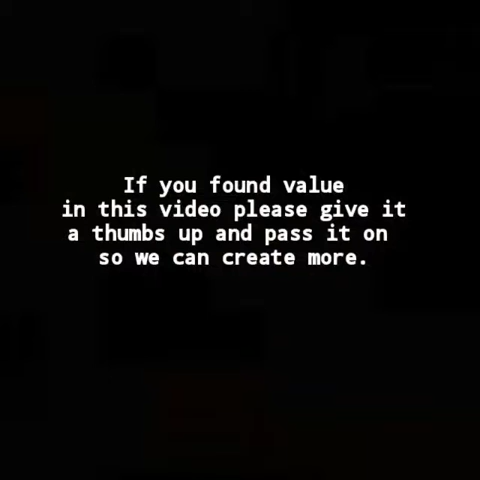 If you found value
in this video please give it
a thumbs up and pass it on
so we can create more.